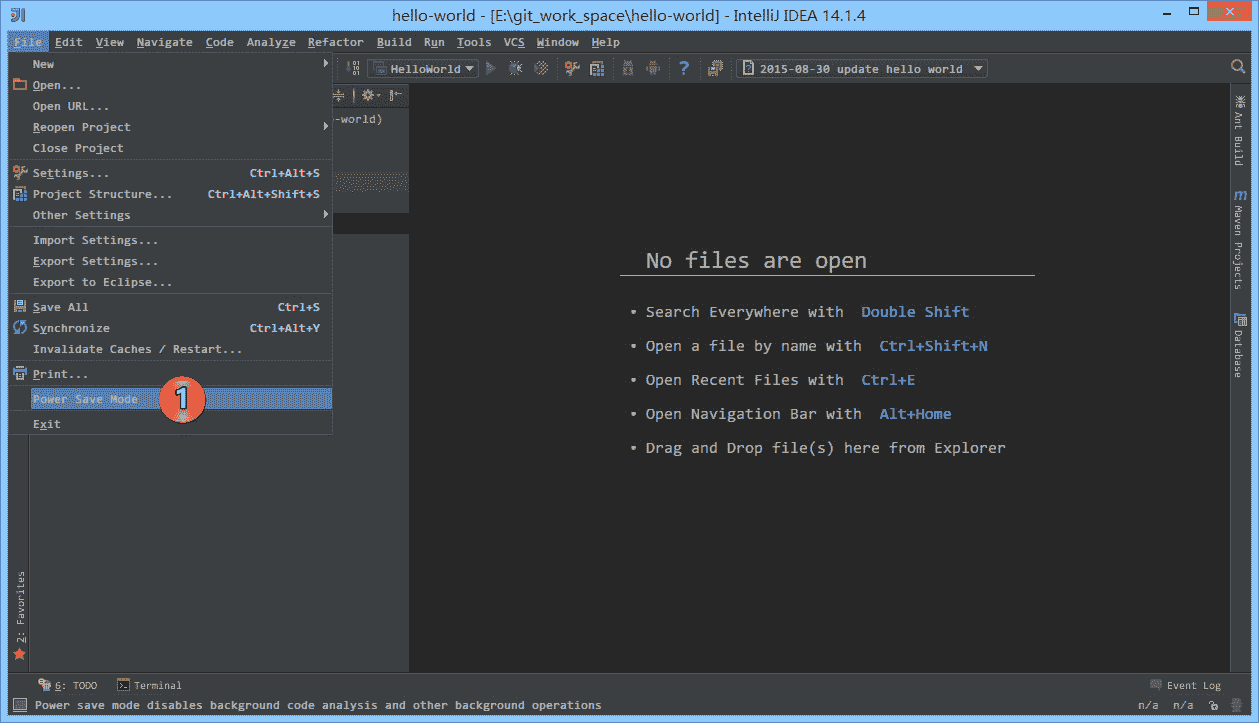 hello-world - [E:\git_work_space\hello-world] - IntelliJ IDEA 14.1.4
File Edit View Navigate Code Analyze Refactor Build Run Tools VCS Window Help
HelloWorld
2015-08-30 update hello world
New
Open...
Open URL...
Reopen Project
Close Project
Settings... Ctrl+Alt+S
Project Structure... Ctrl+Alt+Shift+S
Other Settings
Import Settings...
Export Settings...
Export to Eclipse...
Save All Ctrl+S
Synchronize Ctrl+Alt+Y
Invalidate Caches / Restart...
Print...
Power Save Mode 1
Exit
-world)
No files are open
• Search Everywhere with Double Shift
• Open a file by name with Ctrl+Shift+N
• Open Recent Files with Ctrl+E
• Open Navigation Bar with Alt+Home
• Drag and Drop file(s) here from Explorer
Ant Build
m Maven Projects
Database
2: Favorites
6: TODO Terminal Event Log
Power save mode disables background code analysis and other background operations n/a n/a